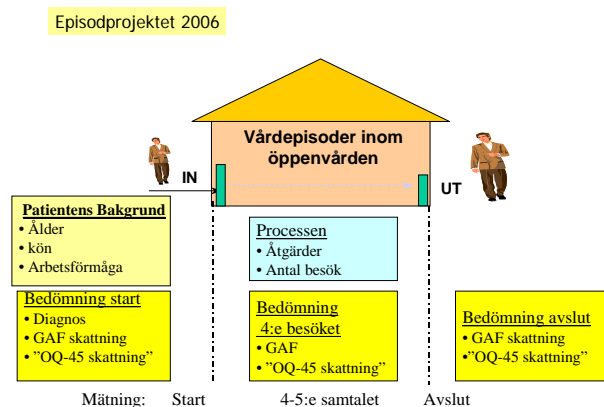 Episodprojektet 2006
Vårdepisoder inom
öppenvården
IN
UT
Patientens Bakgrund
• Ålder
• kön
• Arbetsförmåga
Processen
• Åtgärder
• Antal besök
Bedömning start
• Diagnos
• GAF skattning
• ”OQ-45 skattning”
Bedömning
4:e besöket
• GAF
• ”OQ-45 skattning”
Bedömning avslut
• GAF skattning
•”OQ-45 skattning”
Mätning: Start 4-5:e samtalet Avslut